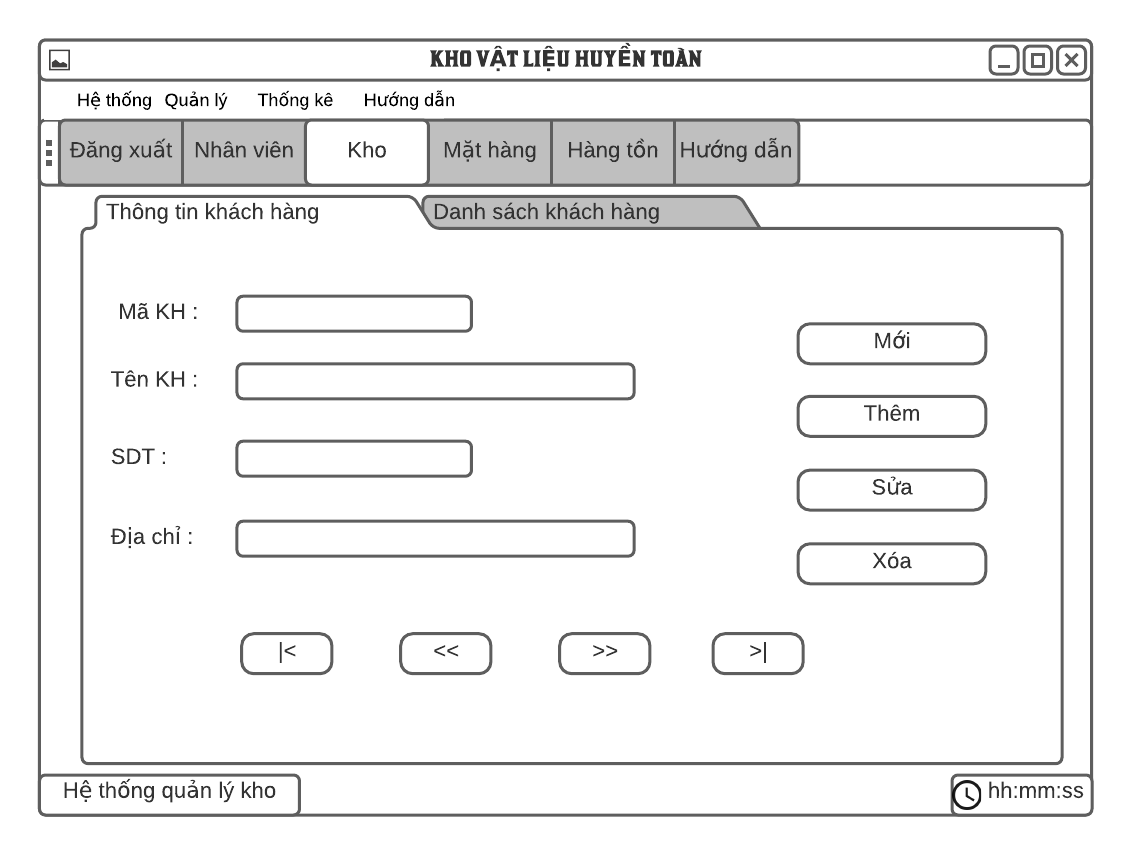 KHO VẬT LIỆU HUYỀN TOÀN
Hệ thống Quản lý Thống kê Hướng dẫn
Đăng xuất Nhân viên Kho Mặt hàng Hàng tồn Hướng dẫn
Thông tin khách hàng Danh sách khách hàng
Mã KH :
Mới
Tên KH :
Thêm
SDT :
Sửa
Địa chỉ :
Xóa
|< << >> >|
Hệ thống quản lý kho hh:mm:ss